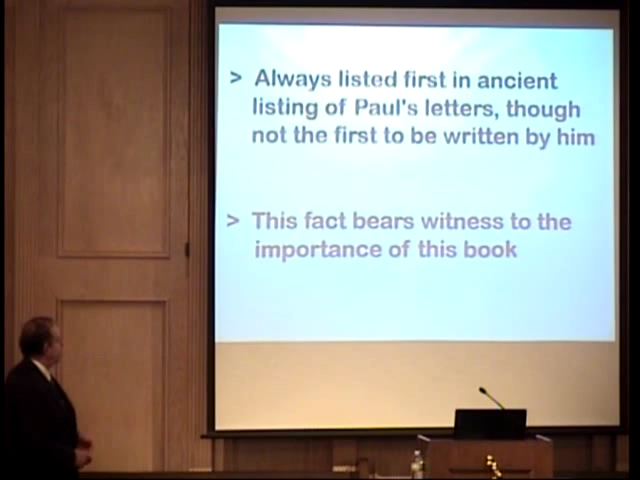 > Always listed first in ancient
listing of Paul's letters, though
not the first to be written by him
> This fact bears witness to the
importance of this book